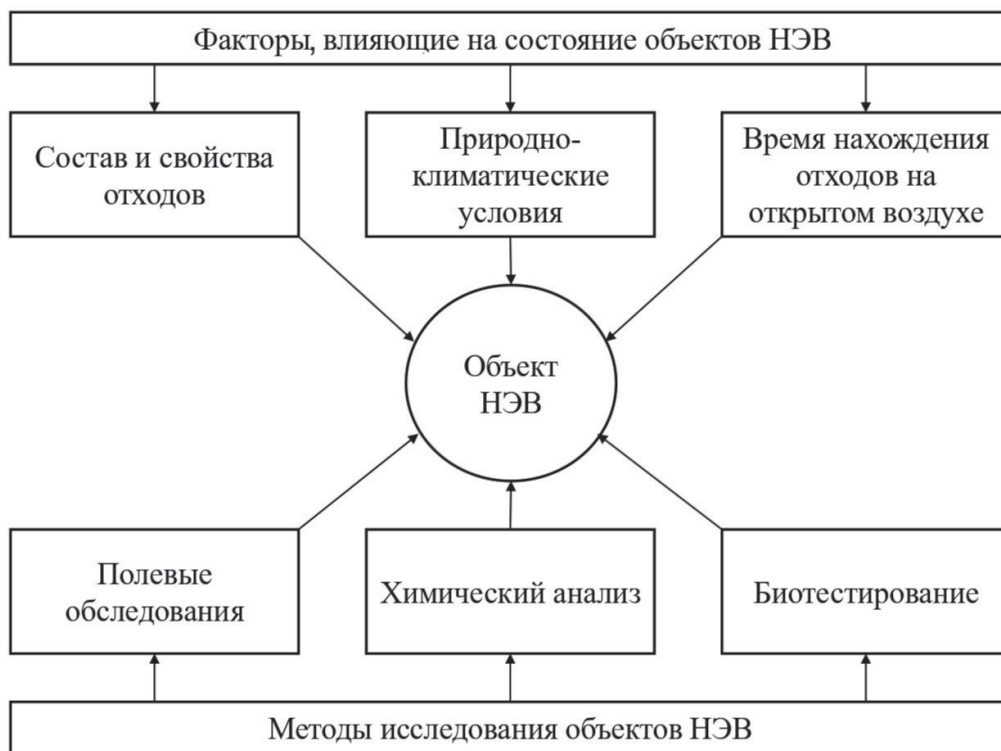 Факторы, влияющие на состояние объектов НЭВ
Состав и свойства
отходов
Природно-
климатические
условия
Время нахождения
отходов на
открытом воздухе
Объект
НЭВ
Полевые
обследования
Химический анализ
Биотестирование
Методы исследования объектов НЭВ